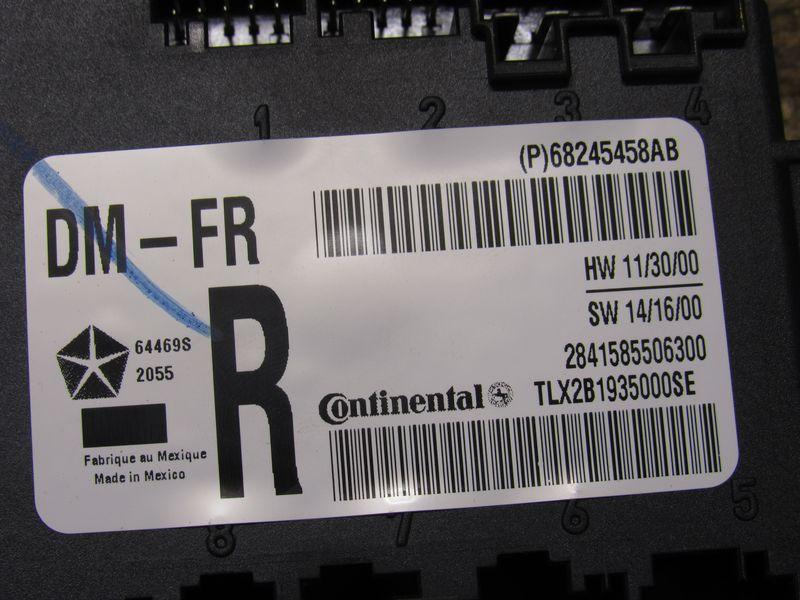 1 2 3 4
(P)68245458AB
DM-FR
HW 11/30/00
SW 14/16/00
R
64469S
2055
2841585506300
Continental TLX2B1935000SE
Fabrique au Mexique
Made in Mexico
8 7 6 5